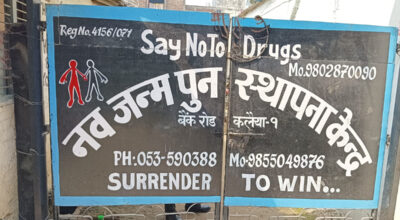 Reg No. 4156/071
Say No To Drugs
Mo. 9802870090
नव जन्म पुन स्थापना केन्द्र
बैंक रोड कलैया-१
PH: 053-590388 Mo-9855049876
SURRENDER TO WIN...